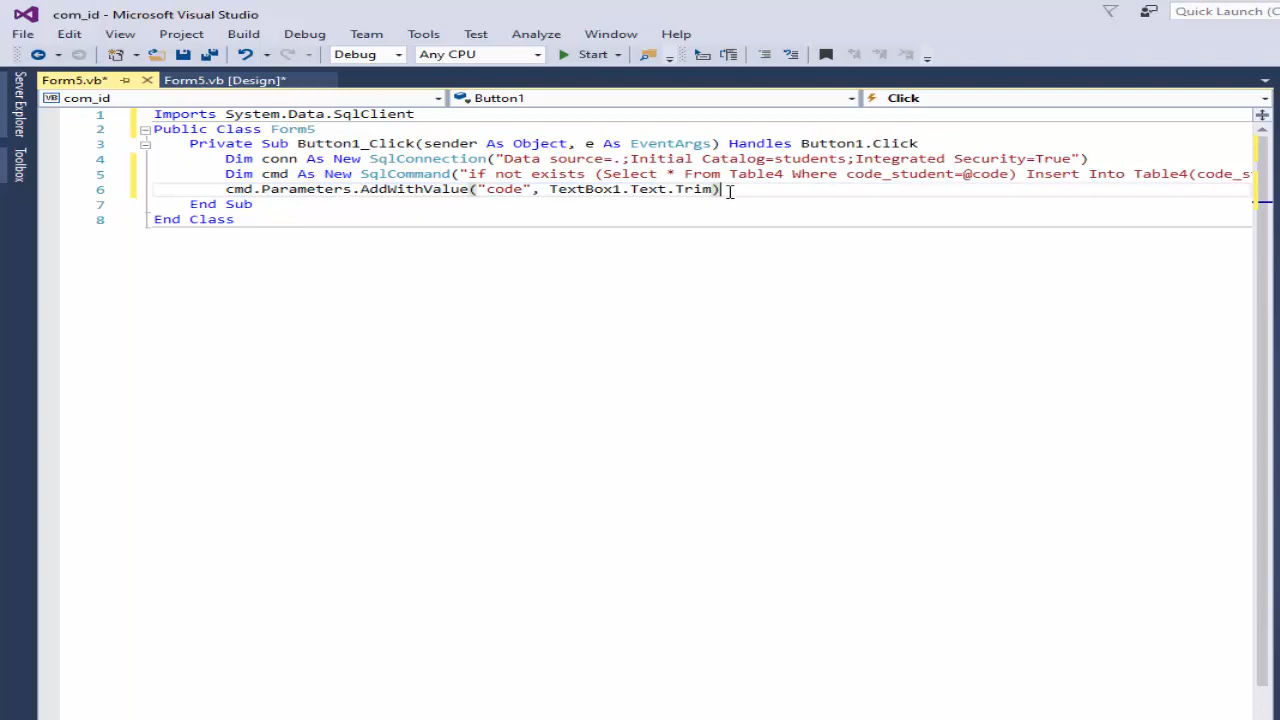 com_id - Microsoft Visual Studio
Quick Launch (C
File Edit View Project Build Debug Team Tools Test Analyze Window Help
Debug Any CPU Start
Form5.vb* Form5.vb [Design]*
com_id Button1 Click
Server Explorer
Toolbox
1 Imports System.Data.SqlClient
2 Public Class Form5
3 Private Sub Button1_Click(sender As Object, e As EventArgs) Handles Button1.Click
4 Dim conn As New SqlConnection("Data source=.;Initial Catalog=students;Integrated Security=True")
5 Dim cmd As New SqlCommand("if not exists (Select * From Table4 Where code_student=@code) Insert Into Table4(code_s
6 cmd.Parameters.AddWithValue("code", TextBox1.Text.Trim)
7 End Sub
8 End Class